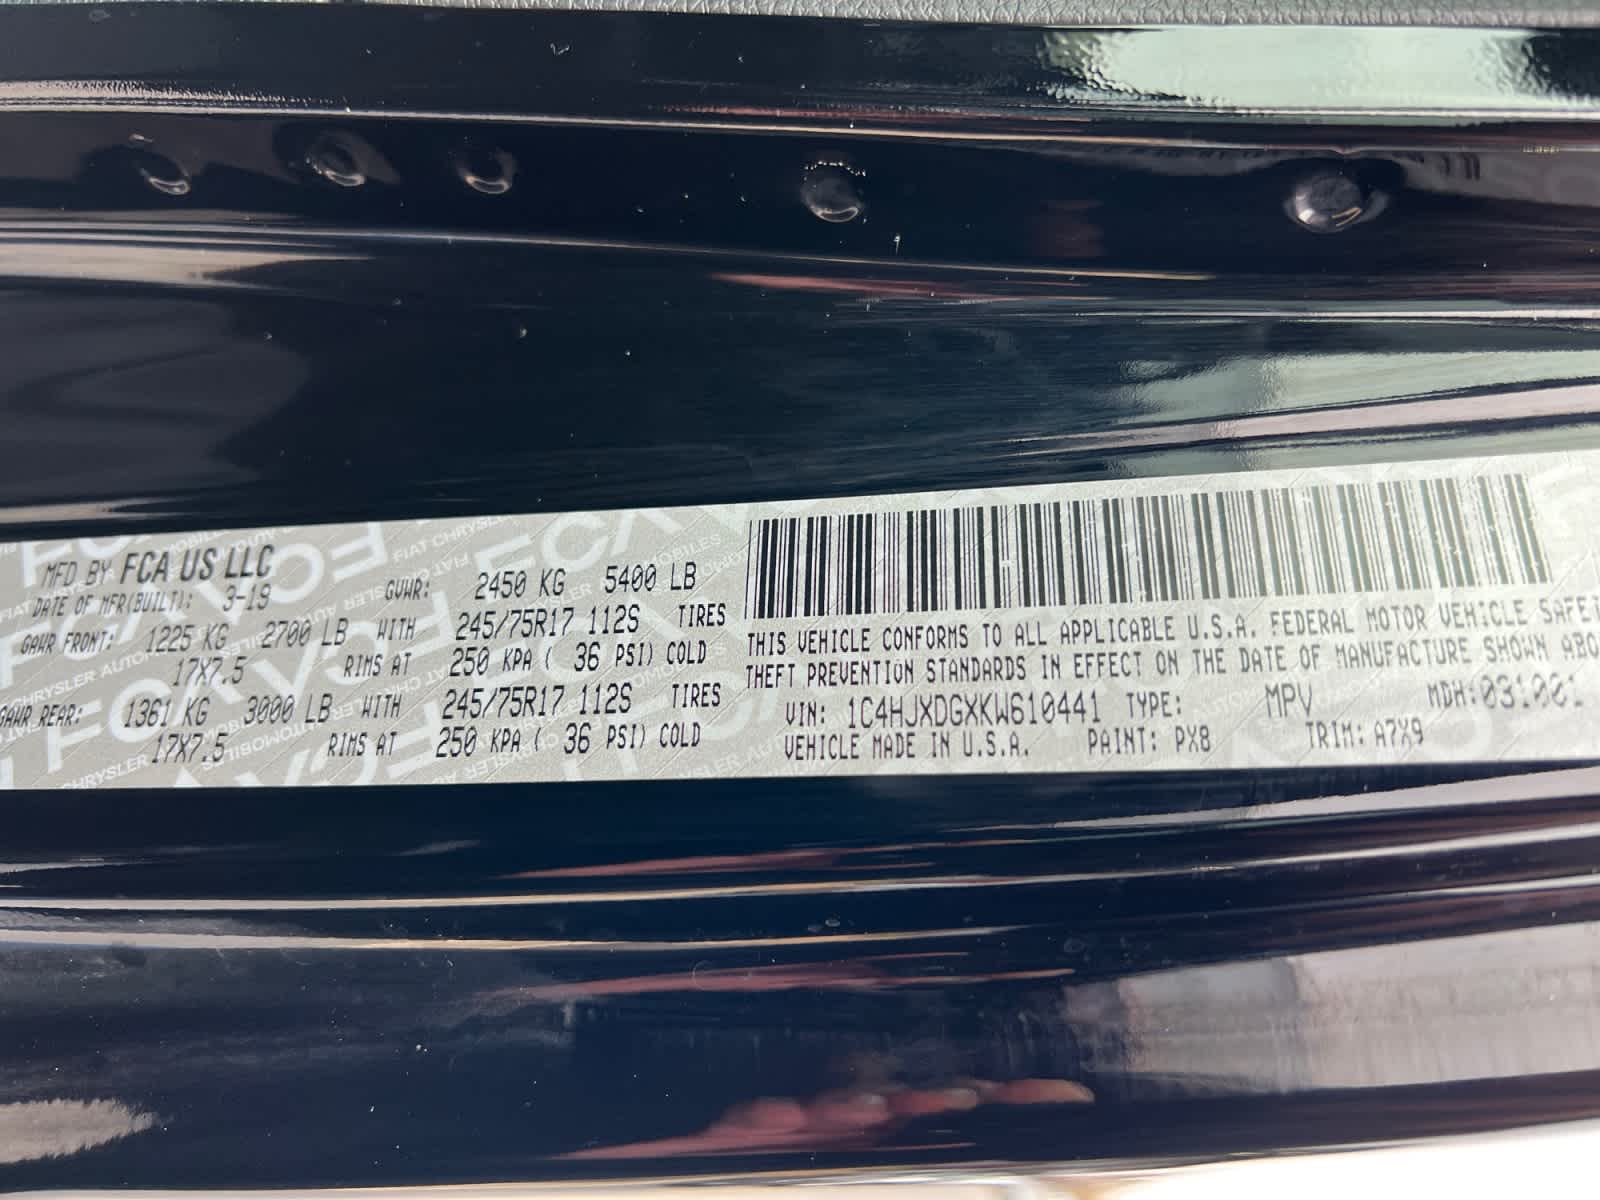 MFD BY FCA US LLC
DATE OF MFR(BUILT): 3-19
GVWR: 2450 KG 5400 LB
GAWR FRONT: 1225 KG 2700 LB WITH 245/75R17 112S TIRES
17X7.5 RIMS AT 250 KPA ( 36 PSI) COLD
GAWR REAR: 1361 KG 3000 LB WITH 245/75R17 112S TIRES
17X7.5 RIMS AT 250 KPA ( 36 PSI) COLD
THIS VEHICLE CONFORMS TO ALL APPLICABLE U.S.A. FEDERAL MOTOR VEHICLE SAFET
THEFT PREVENTION STANDARDS IN EFFECT ON THE DATE OF MANUFACTURE SHOWN ABO
VIN: 1C4HJXDGXKW610441 TYPE: MPV MDH:031001
VEHICLE MADE IN U.S.A. PAINT: PX8 TRIM: A7X9